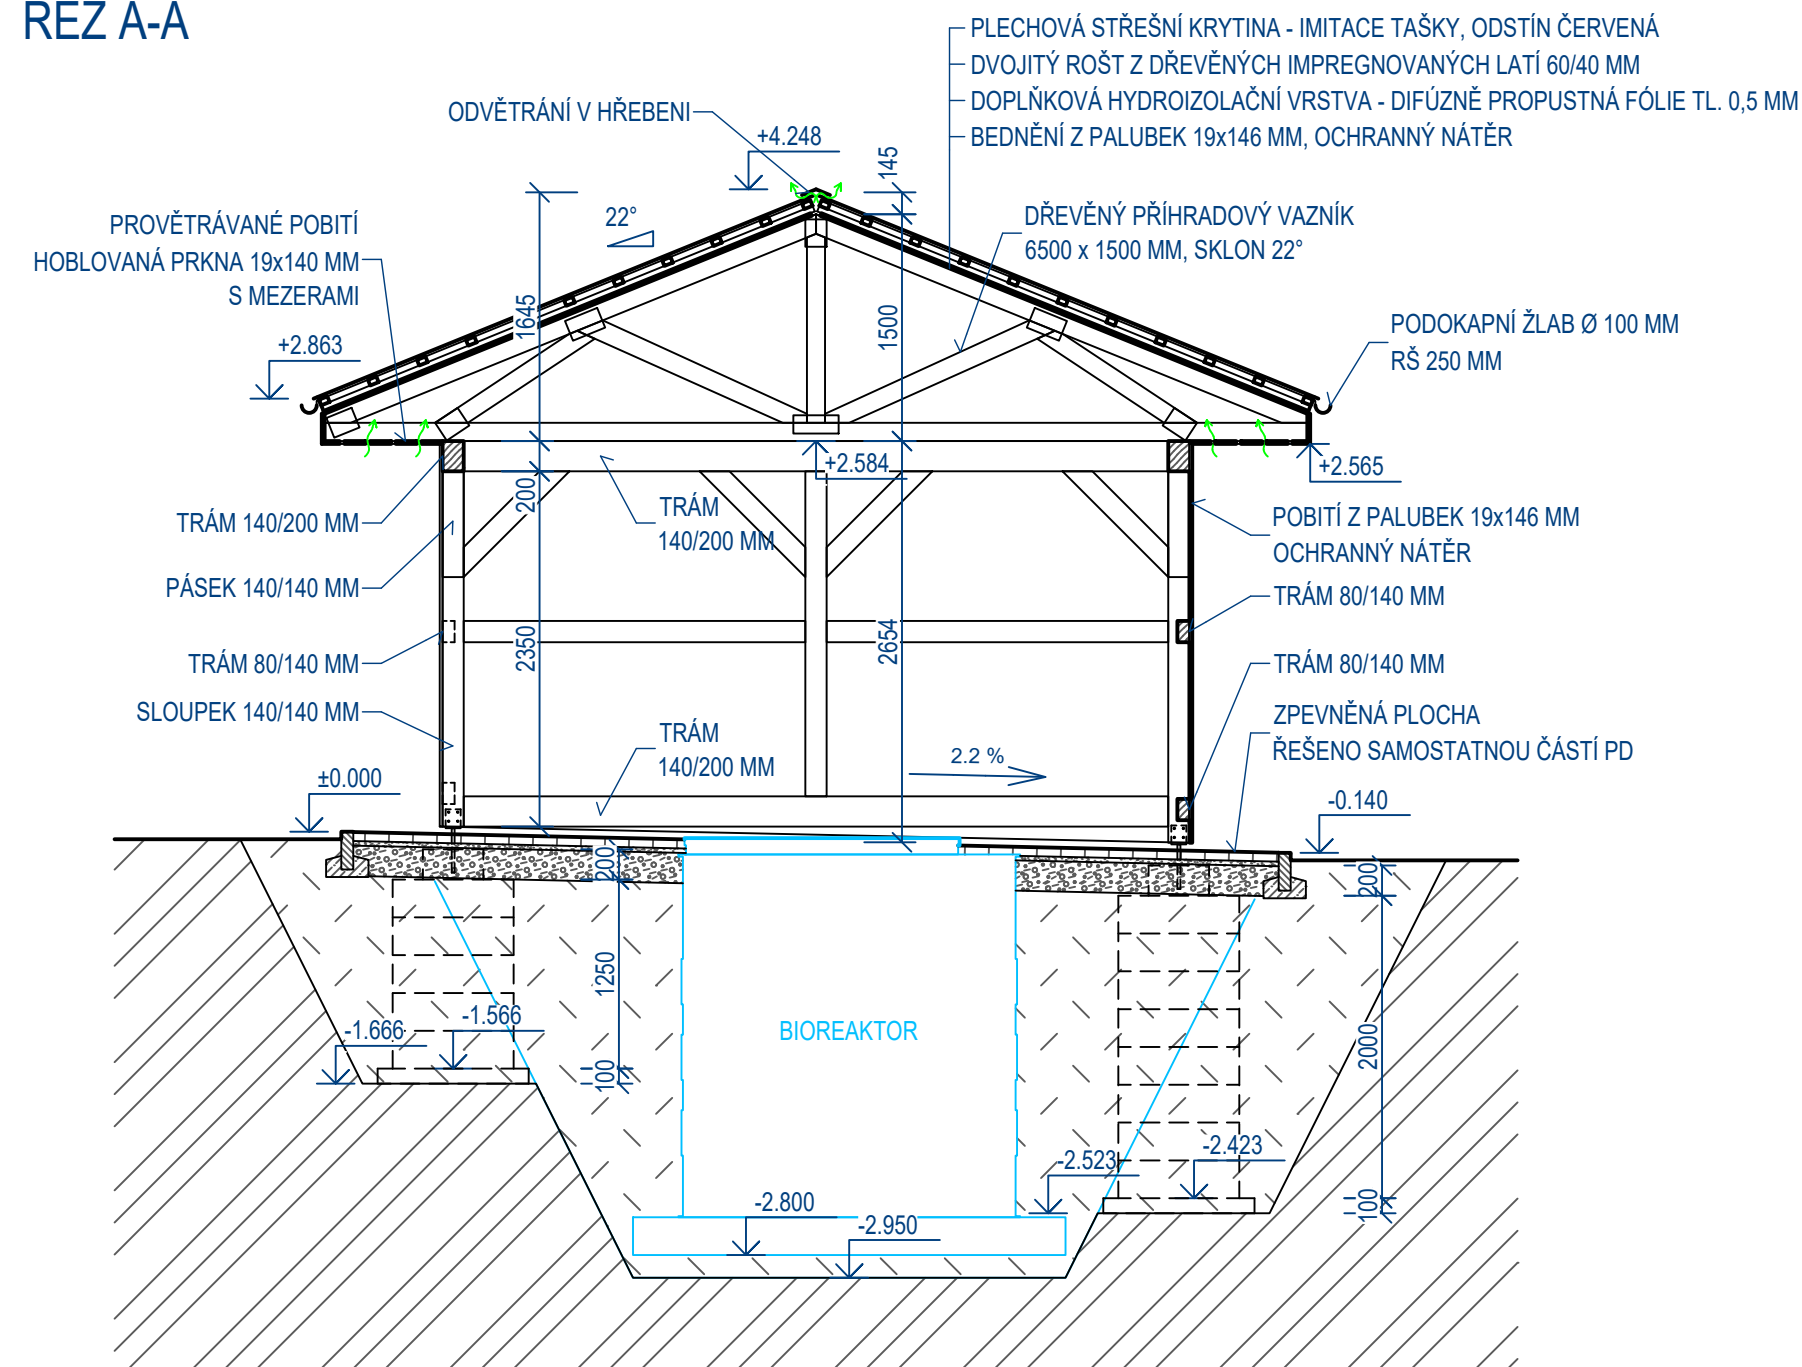 ŘEZ A-A
PLECHOVÁ STŘEŠNÍ KRYTINA - IMITACE TAŠKY, ODSTÍN ČERVENÁ
DVOJITÝ ROŠT Z DŘEVĚNÝCH IMPREGNOVANÝCH LATÍ 60/40 MM
DOPLŇKOVÁ HYDROIZOLAČNÍ VRSTVA - DIFÚZNĚ PROPUSTNÁ FÓLIE TL. 0,5 MM
BEDNĚNÍ Z PALUBEK 19x146 MM, OCHRANNÝ NÁTĚR
ODVĚTRÁNÍ V HŘEBENI
+4.248
145
22°
PROVĚTRÁVANÉ POBITÍ
HOBLOVANÁ PRKNA 19x140 MM
S MEZERAMI
DŘEVĚNÝ PŘÍHRADOVÝ VAZNÍK
6500 x 1500 MM, SKLON 22°
1645
1500
+2.863
PODOKAPNÍ ŽLAB Ø 100 MM
RŠ 250 MM
+2.584
+2.565
200
TRÁM 140/200 MM
TRÁM
140/200 MM
POBITÍ Z PALUBEK 19x146 MM
OCHRANNÝ NÁTĚR
PÁSEK 140/140 MM
TRÁM 80/140 MM
2350
2654
TRÁM 80/140 MM
TRÁM 80/140 MM
SLOUPEK 140/140 MM
TRÁM
140/200 MM
2.2 %
ZPEVNĚNÁ PLOCHA
ŘEŠENO SAMOSTATNOU ČÁSTÍ PD
±0.000
-0.140
200
200
1250
2000
-1.666
-1.566
BIOREAKTOR
100
-2.523
-2.423
-2.800
-2.950
100